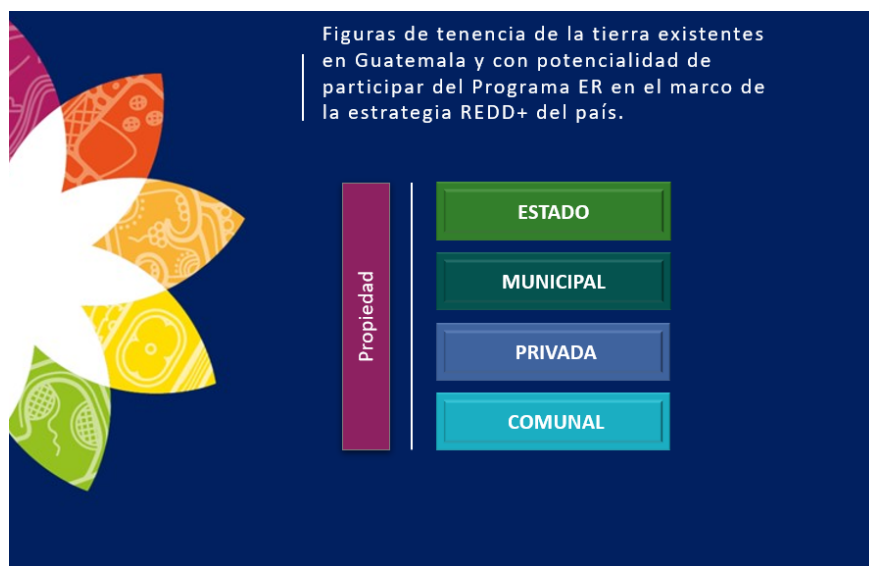 Figuras de tenencia de la tierra existentes
en Guatemala y con potencialidad de
participar del Programa ER en el marco de
la estrategia REDD+ del país.
Propiedad
ESTADO
MUNICIPAL
PRIVADA
COMUNAL